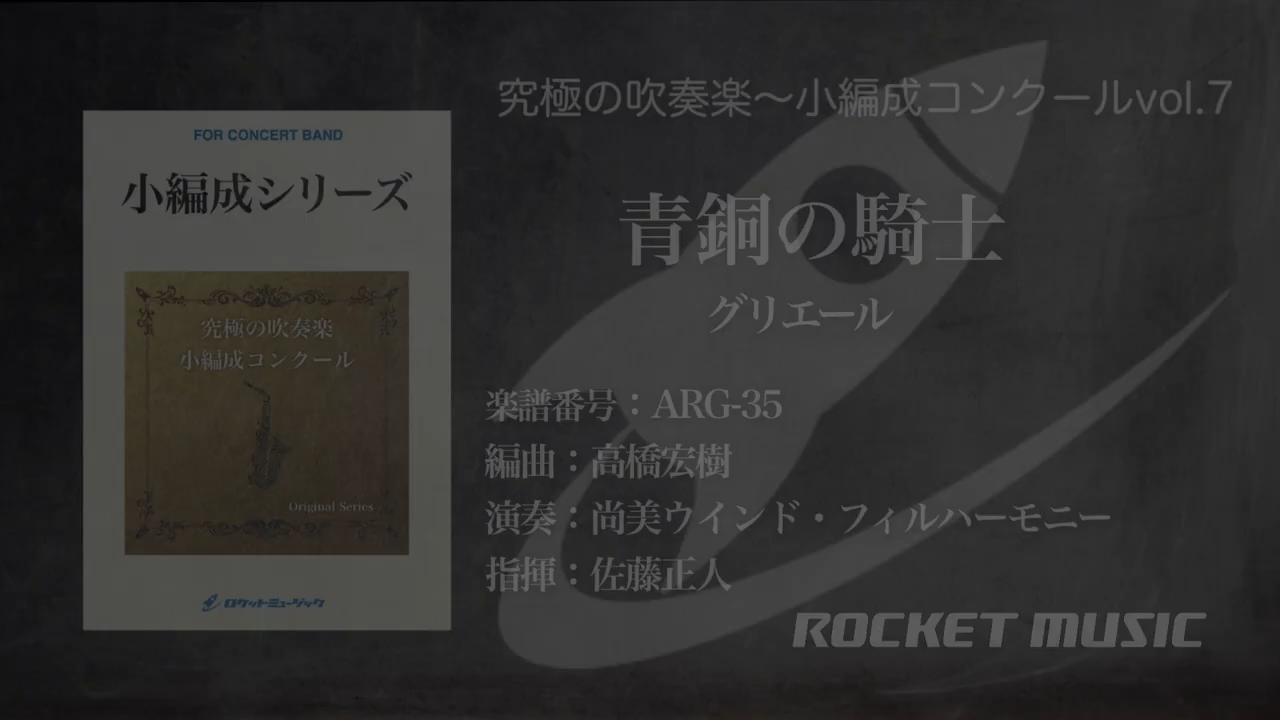 FOR CONCERT BAND
小編成シリーズ
究極の吹奏楽
小編成コンクール
Original Series
ロケットミュージック
究極の吹奏楽～小編成コンクールvol.7
青銅の騎士
グリエール
楽譜番号：ARG-35
編曲：高橋宏樹
演奏：尚美ウインド・フィルハーモニー
指揮：佐藤正人
ROCKET MUSIC